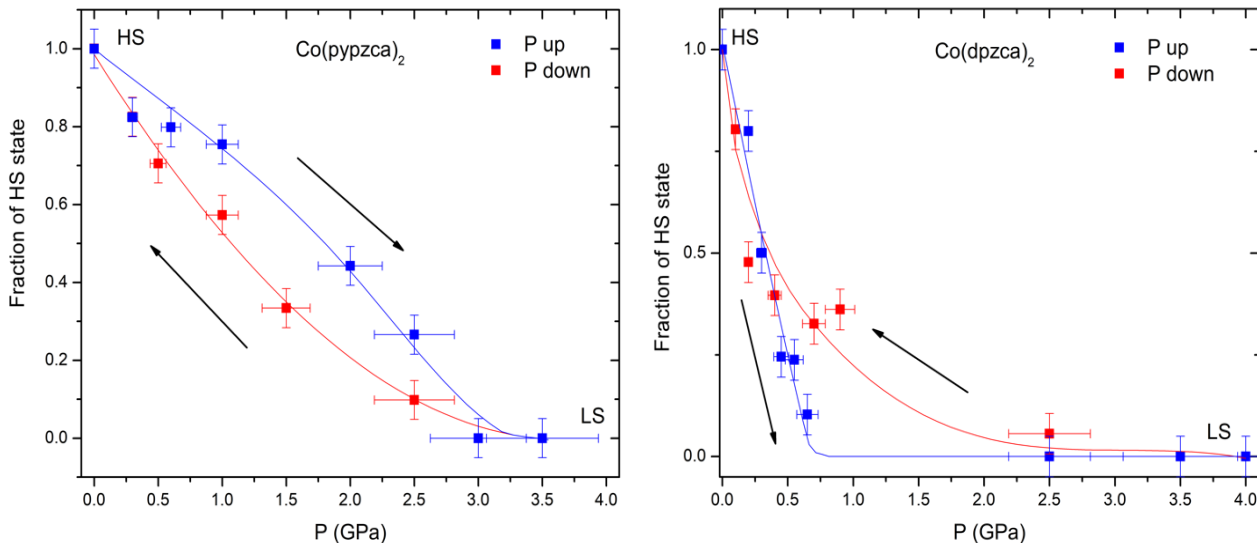 HS
Co(pypzca)2
P up
P down
1.0
0.8
0.6
0.4
0.2
0.0
Fraction of HS state
LS
0.0 0.5 1.0 1.5 2.0 2.5 3.0 3.5 4.0
P (GPa)
HS
Co(dpzca)2
P up
P down
1.0
0.5
0.0
Fraction of HS state
LS
0.0 0.5 1.0 1.5 2.0 2.5 3.0 3.5 4.0
P (GPa)